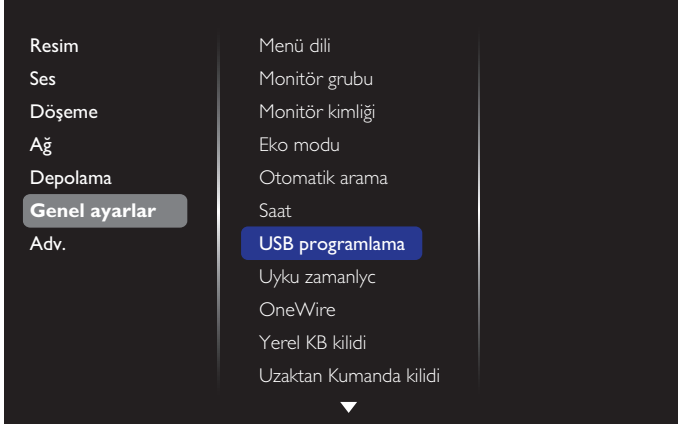 Resim
Ses
Döşeme
Ağ
Depolama
Genel ayarlar
Adv.
Menü dili
Monitör grubu
Monitör kimliği
Eko modu
Otomatik arama
Saat
USB programlama
Uyku zamanlyc
OneWire
Yerel KB kilidi
Uzaktan Kumanda kilidi